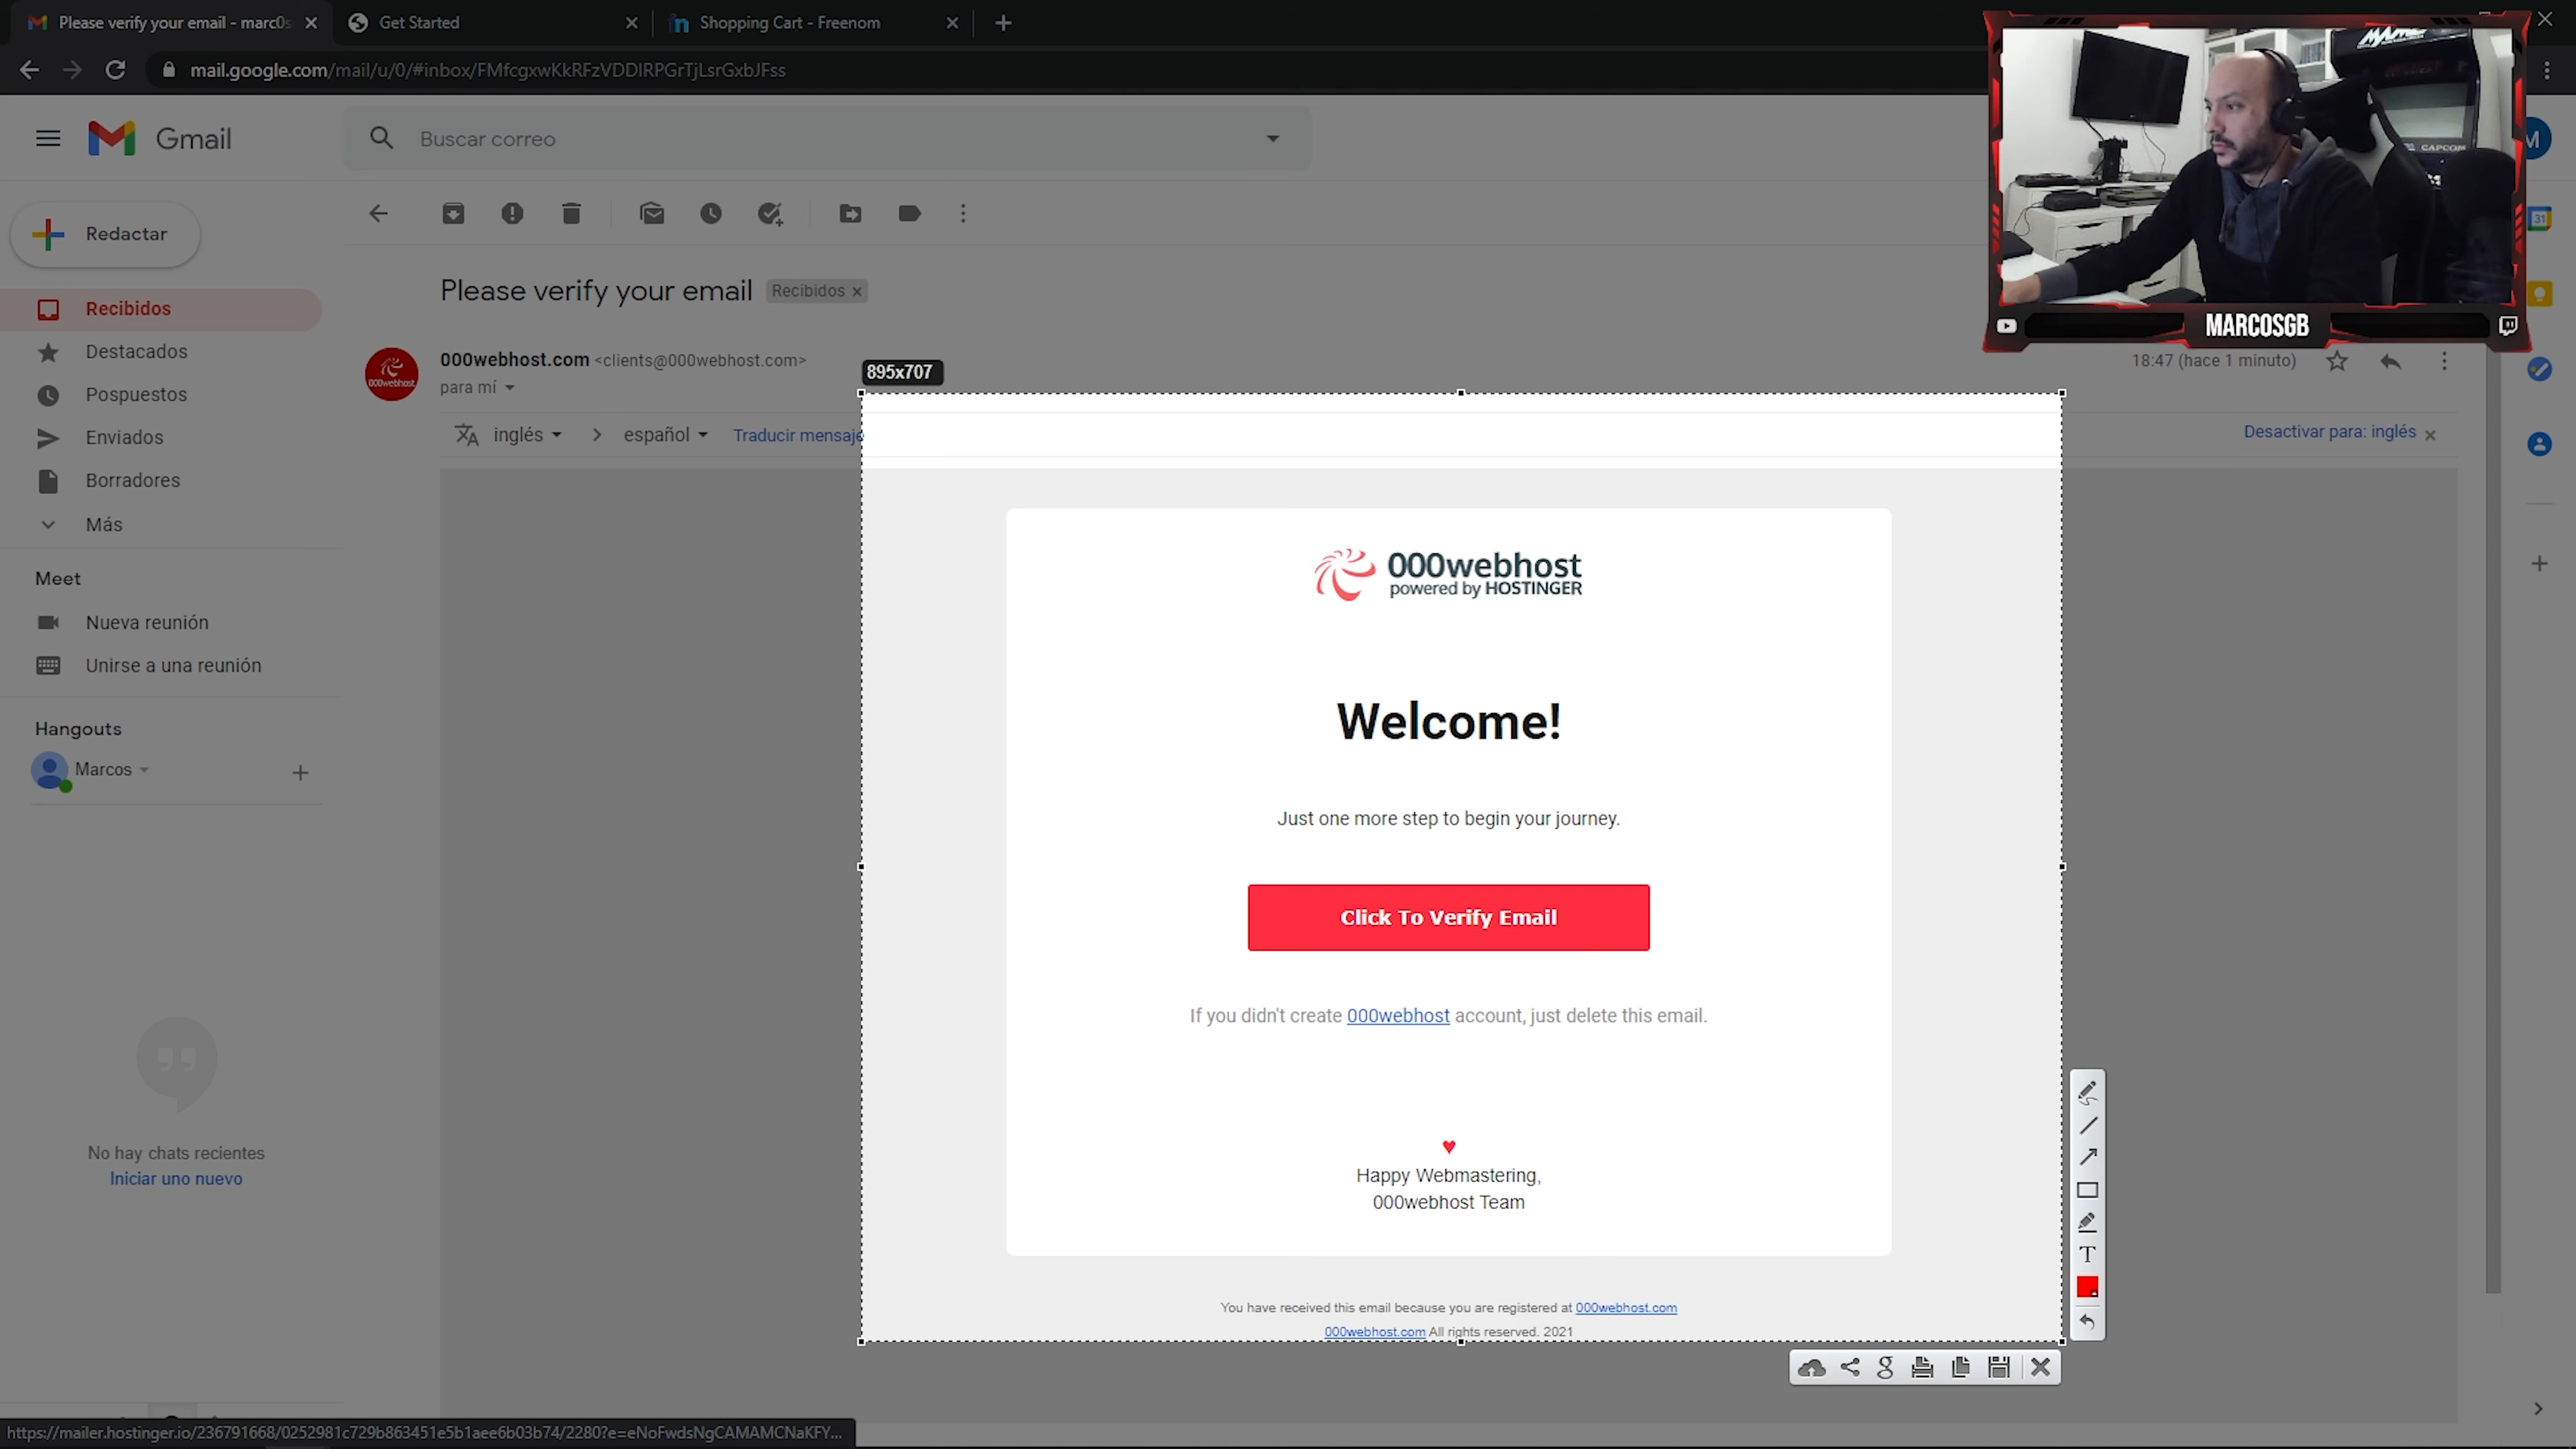 Please verify your email - marc0s
Get Started
Shopping Cart - Freenom
mail.google.com/mail/u/0/#inbox/FMfcgxwKkRFzVDDlRPGrTjLsrGxbJFss
Gmail
Buscar correo
M
CAPCOM
MARCOSGB
31
Redactar
Please verify your email
Recibidos
Recibidos
Destacados
Pospuestos
Enviados
Borradores
Más
000webhost
000webhost.com <clients@000webhost.com>
para mí
18:47 (hace 1 minuto)
895x707
inglés
español
Traducir mensaje
Desactivar para: inglés
Meet
Nueva reunión
Unirse a una reunión
Hangouts
Marcos
No hay chats recientes
Iniciar uno nuevo
000webhost
powered by HOSTINGER
Welcome!
Just one more step to begin your journey.
Click To Verify Email
If you didn't create 000webhost account, just delete this email.
♥
Happy Webmastering,
000webhost Team
You have received this email because you are registered at 000webhost.com
000webhost.com All rights reserved. 2021
T
https://mailer.hostinger.io/236791668/0252981c729b863451e5b1aee6b03b74/2280?e=eNoFwdsNgCAMAMCNaKFY...